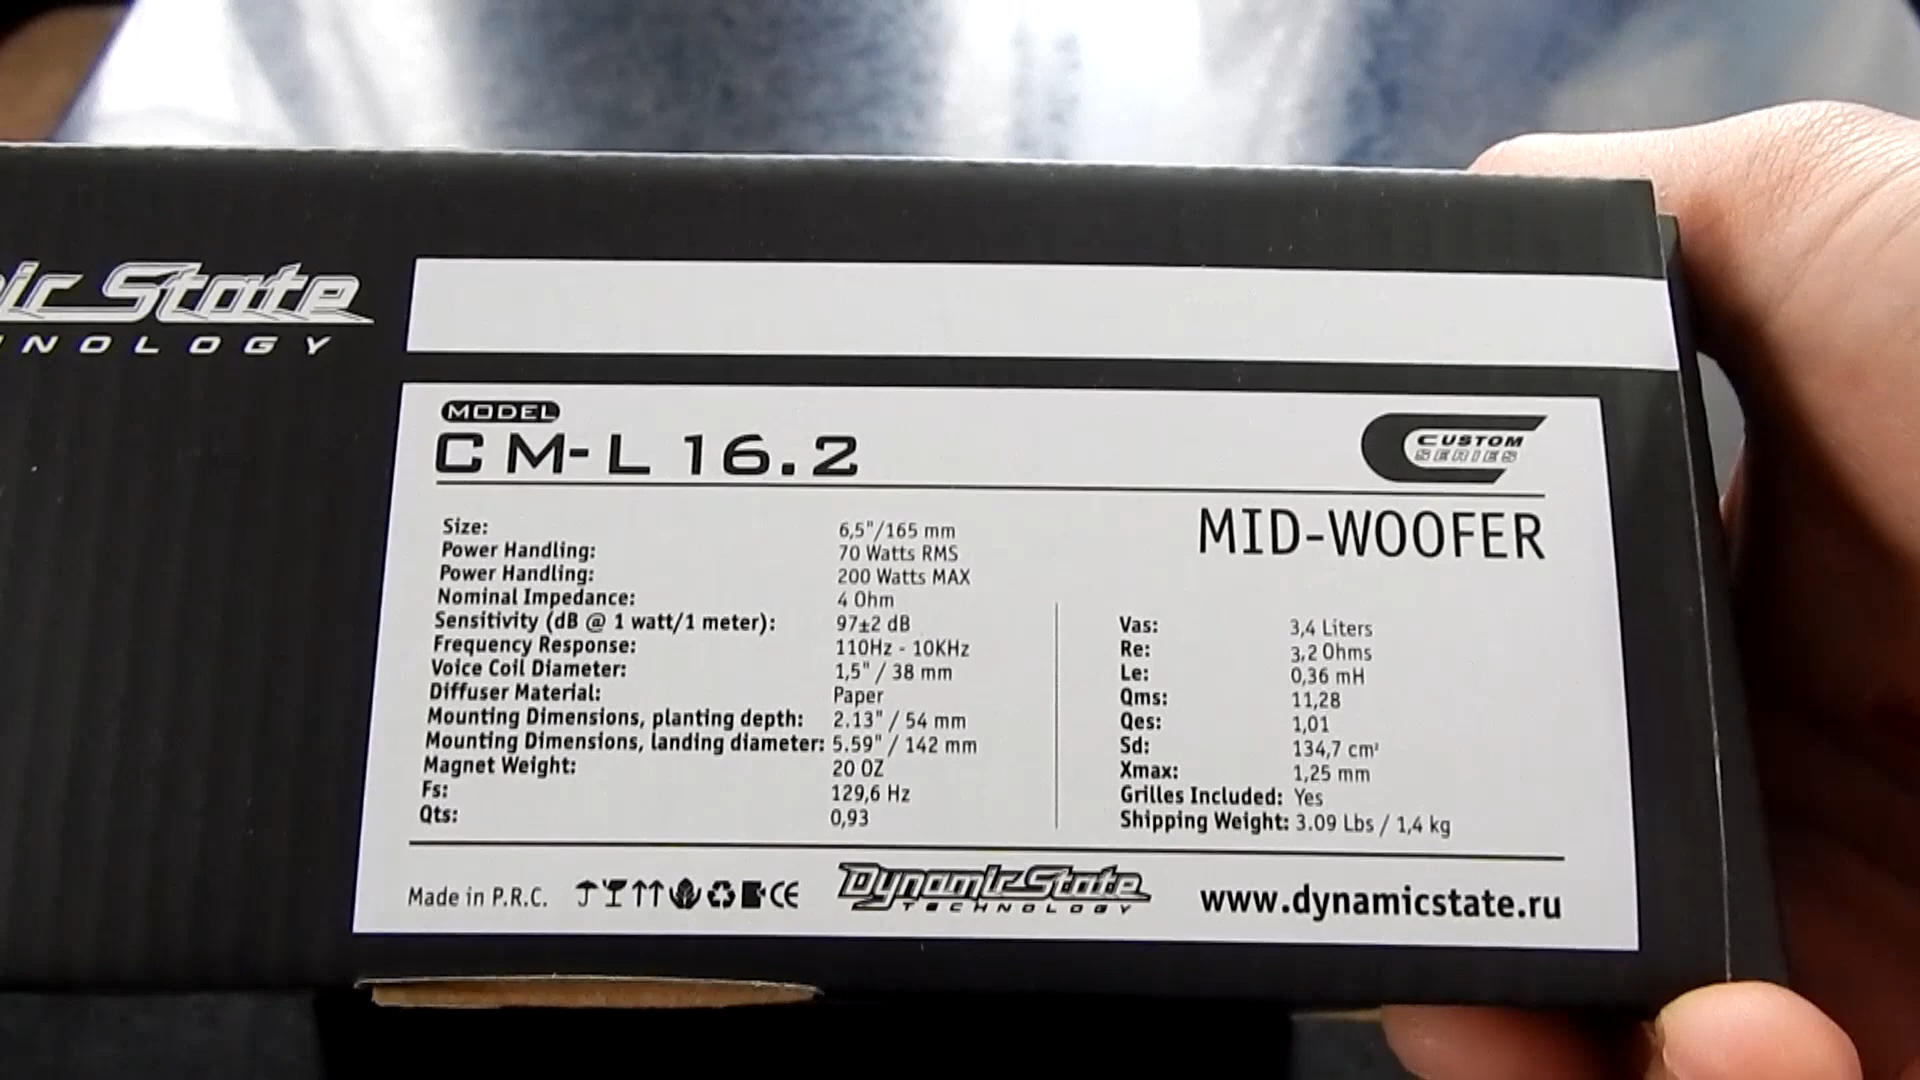 ic State
NOLOGY
MODEL
CM-L 16.2
CUSTOM
SERIES
MID-WOOFER
Size: 6,5"/165 mm
Power Handling: 70 Watts RMS
Power Handling: 200 Watts MAX
Nominal Impedance: 4 Ohm
Sensitivity (dB @ 1 watt/1 meter): 97±2 dB
Frequency Response: 110Hz - 10KHz
Voice Coil Diameter: 1,5" / 38 mm
Diffuser Material: Paper
Mounting Dimensions, planting depth: 2.13" / 54 mm
Mounting Dimensions, landing diameter: 5.59" / 142 mm
Magnet Weight: 20 OZ
Fs: 129,6 Hz
Qts: 0,93
Vas: 3,4 Liters
Re: 3,2 Ohms
Le: 0,36 mH
Qms: 11,28
Qes: 1,01
Sd: 134,7 cm²
Xmax: 1,25 mm
Grilles Included: Yes
Shipping Weight: 3.09 Lbs / 1,4 kg
Made in P.R.C.
CE
Dynamic State
TECHNOLOGY
www.dynamicstate.ru